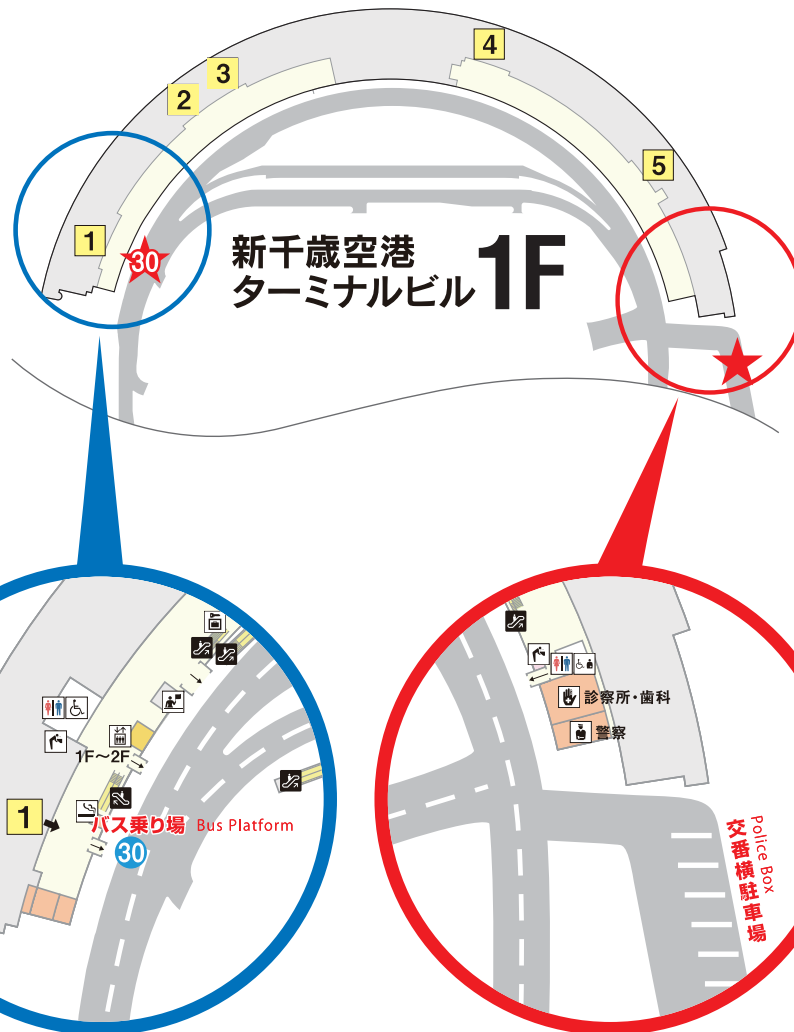 4
3
2
5
1
30
新千歳空港
ターミナルビル 1F
診察所・歯科
警察
1F〜2F
1
バス乗り場 Bus Platform
30
Police Box
交番横駐車場